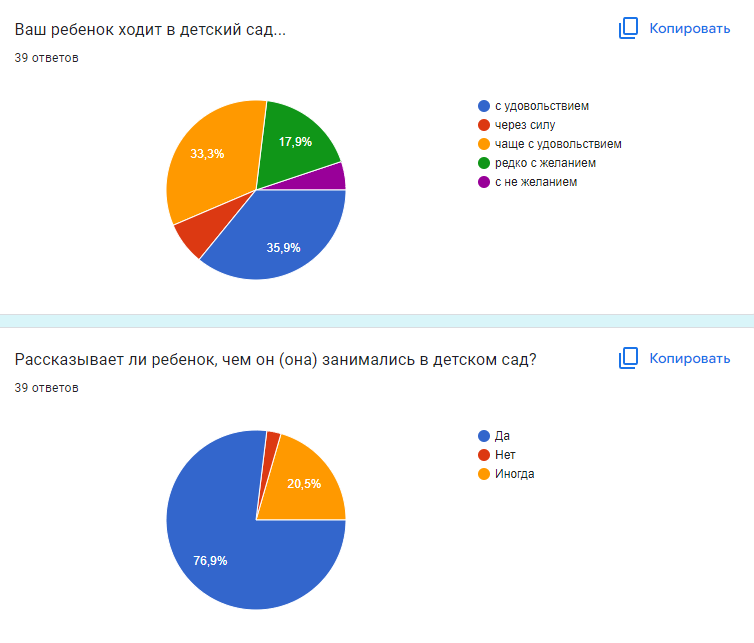 Ваш ребенок ходит в детский сад...
Копировать
39 ответов
33,3%
17,9%
35,9%
с удовольствием
через силу
чаще с удовольствием
редко с желанием
с не желанием
Рассказывает ли ребенок, чем он (она) занимались в детском сад?
Копировать
39 ответов
20,5%
76,9%
Да
Нет
Иногда